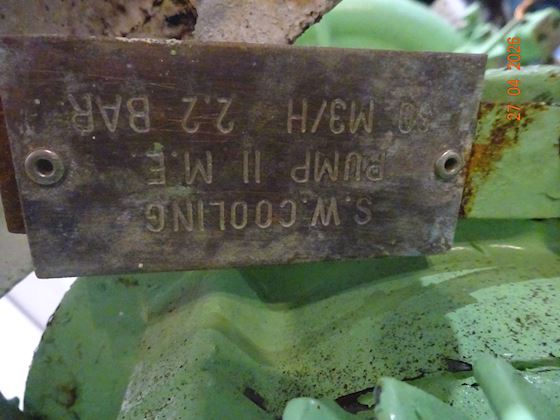 S.W.COOLING
PUMP II M.E
M3/H 2.2 BAR
27 04 2026